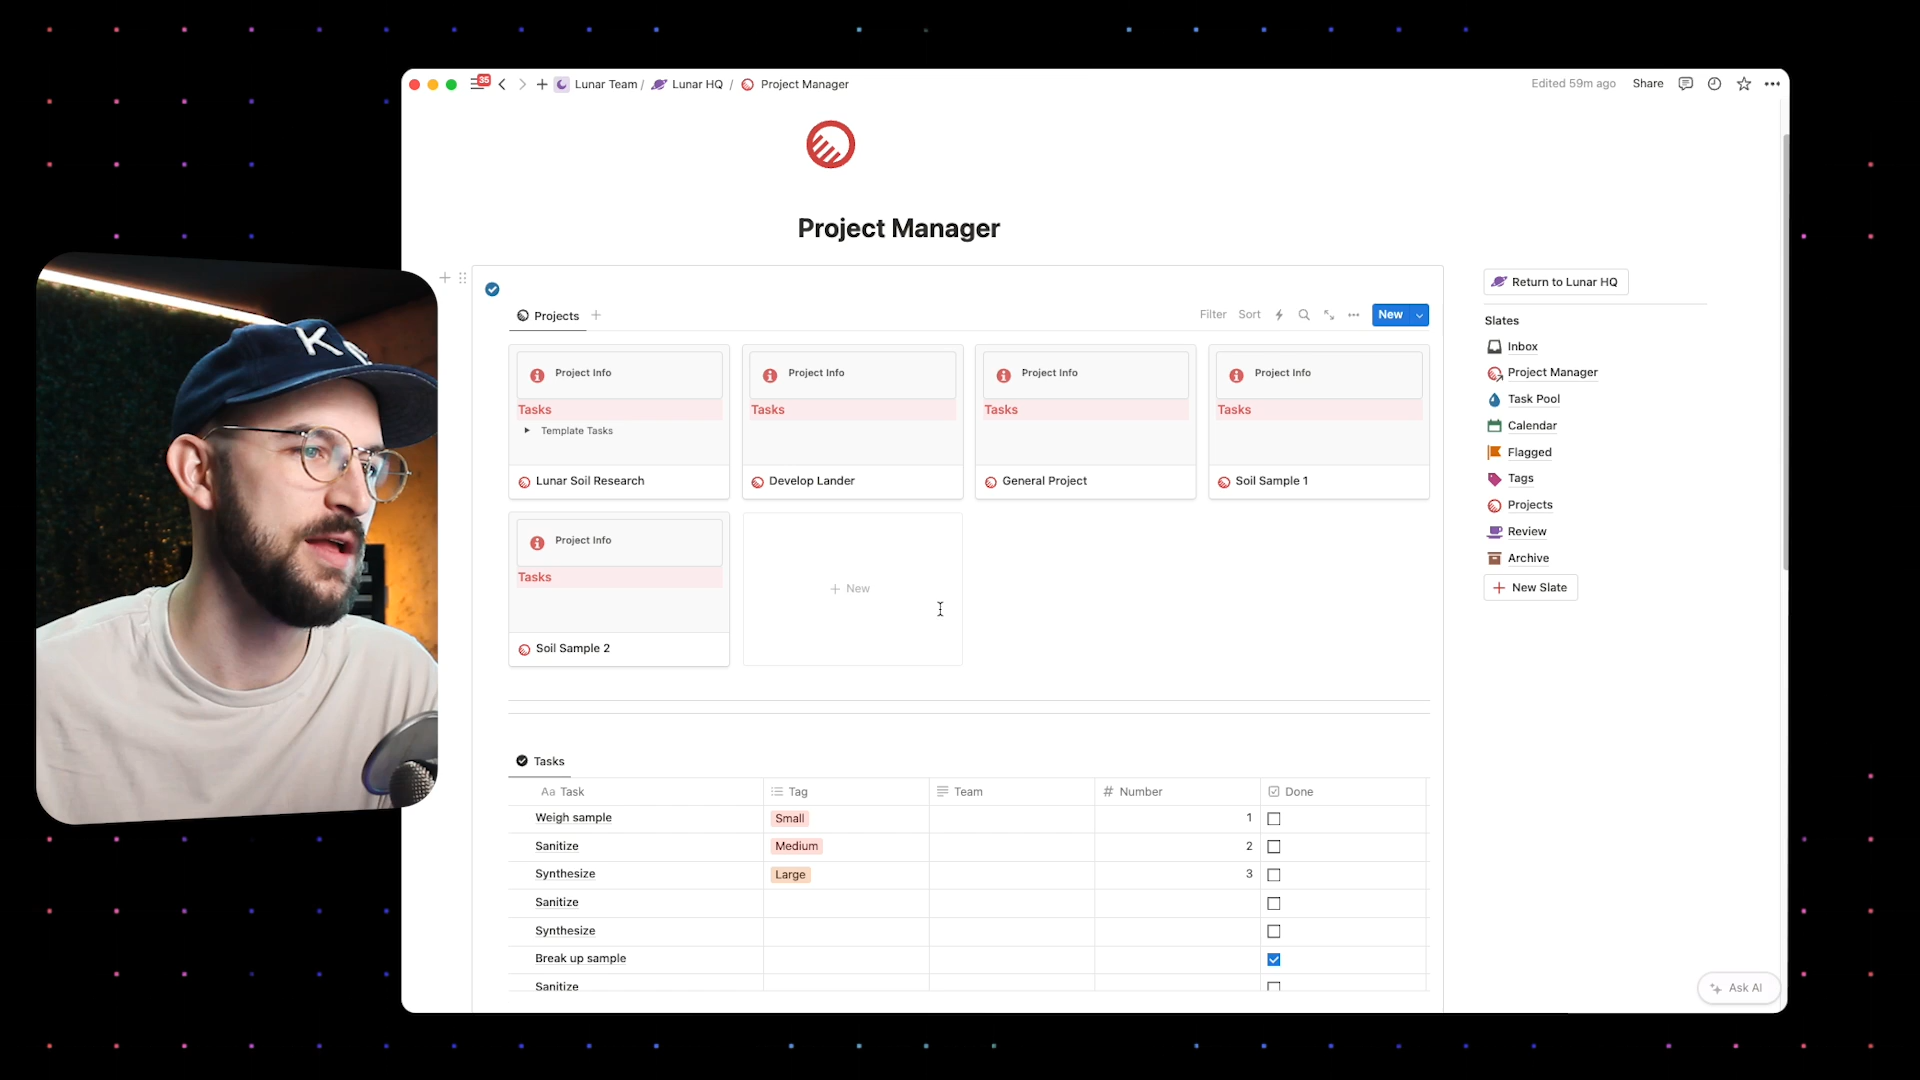 35 Lunar Team / Lunar HQ / Project Manager Edited 59m ago Share
Project Manager
Projects Filter Sort New
Project Info Project Info Project Info Project Info
Tasks Tasks Tasks Tasks
Template Tasks
Lunar Soil Research Develop Lander General Project Soil Sample 1
Project Info
Tasks
+ New
Soil Sample 2
Tasks
Aa Task Tag Team # Number Done
Weigh sample Small 1
Sanitize Medium 2
Synthesize Large 3
Sanitize
Synthesize
Break up sample
Sanitize
Return to Lunar HQ
Slates
Inbox
Project Manager
Task Pool
Calendar
Flagged
Tags
Projects
Review
Archive
+ New Slate
Ask AI